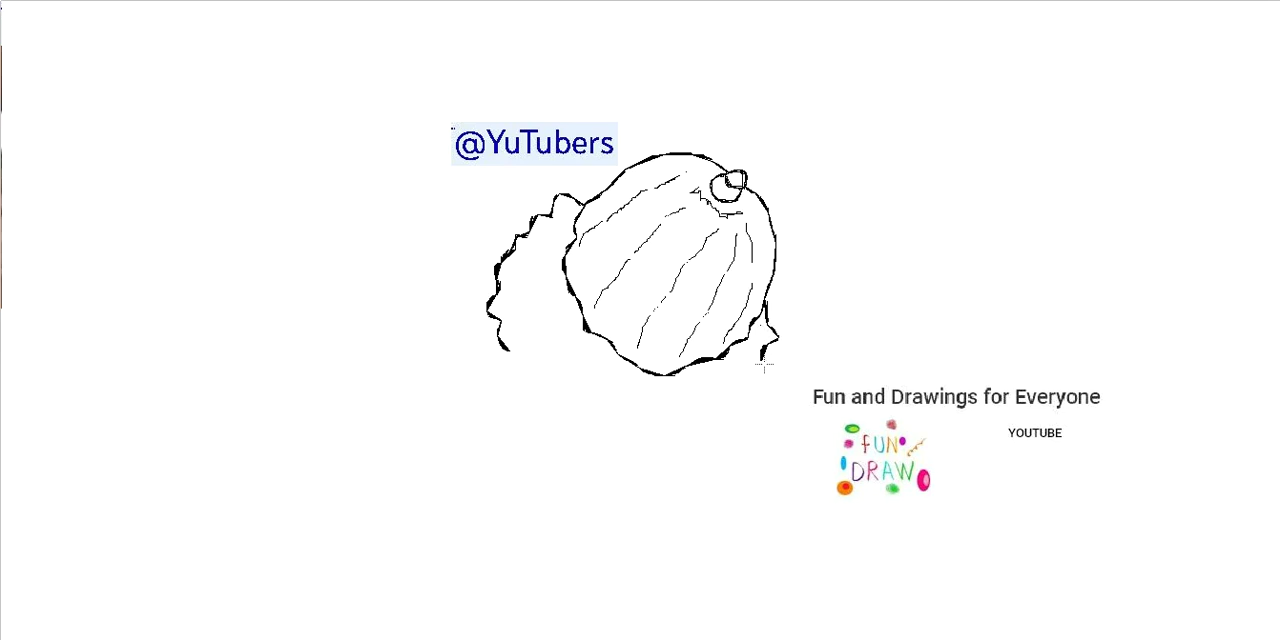 @YuTubers
Fun and Drawings for Everyone
YOUTUBE
fUN
DRAW